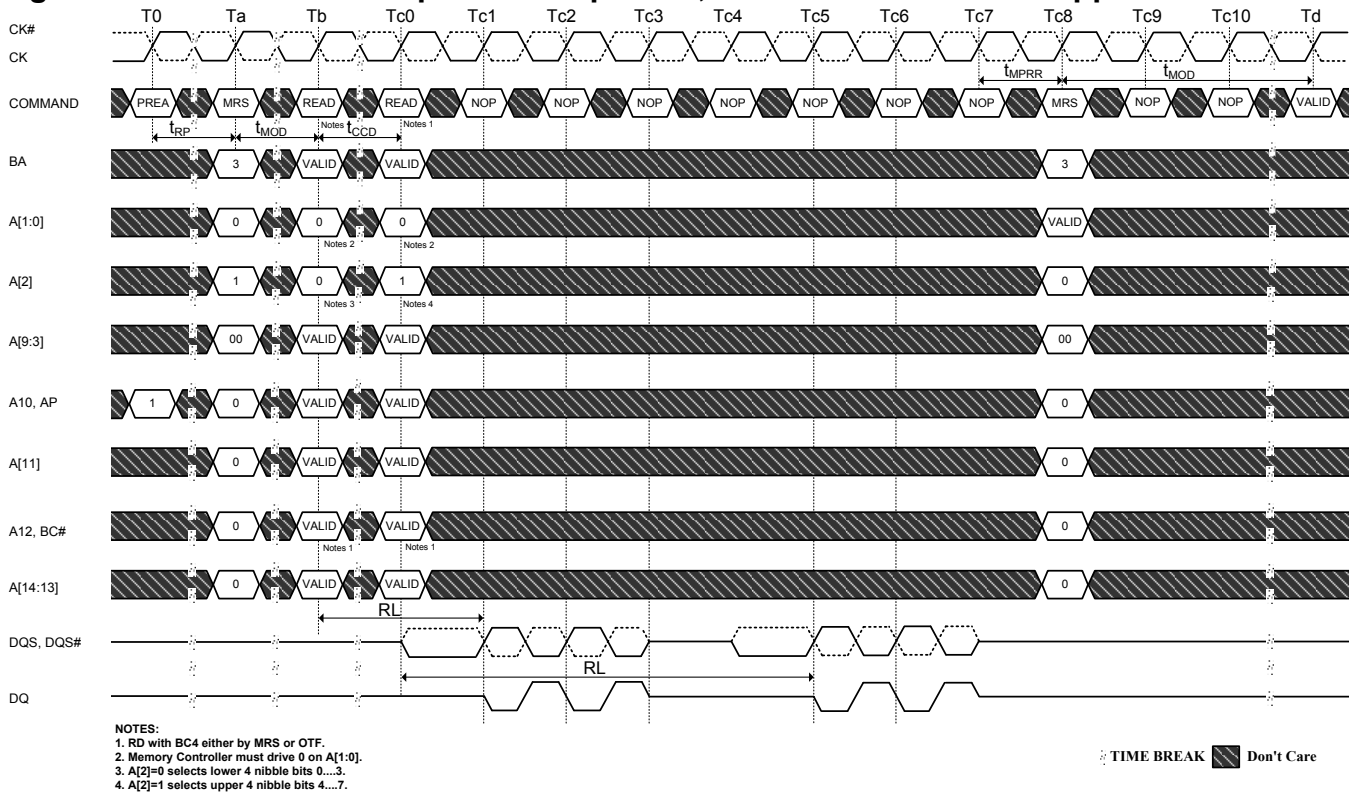 T0 Ta Tb Tc0 Tc1 Tc2 Tc3 Tc4 Tc5 Tc6 Tc7 Tc8 Tc9 Tc10 Td
CK#
CK
tMPRR tMOD
COMMAND PREA MRS READ READ NOP NOP NOP NOP NOP NOP NOP MRS NOP NOP VALID
Notes 1 Notes 1
tRP tMOD tCCD
BA 3 VALID VALID 3
A[1:0] 0 0 0 VALID
Notes 2 Notes 2
A[2] 1 0 1 0
Notes 3 Notes 4
A[9:3] 00 VALID VALID 00
A10, AP 1 0 VALID VALID 0
A[11] 0 VALID VALID 0
A12, BC# 0 VALID VALID 0
Notes 1 Notes 1
A[14:13] 0 VALID VALID 0
RL
DQS, DQS#
RL
DQ
NOTES:
1. RD with BC4 either by MRS or OTF.
2. Memory Controller must drive 0 on A[1:0].
3. A[2]=0 selects lower 4 nibble bits 0....3.
4. A[2]=1 selects upper 4 nibble bits 4....7.
TIME BREAK Don't Care